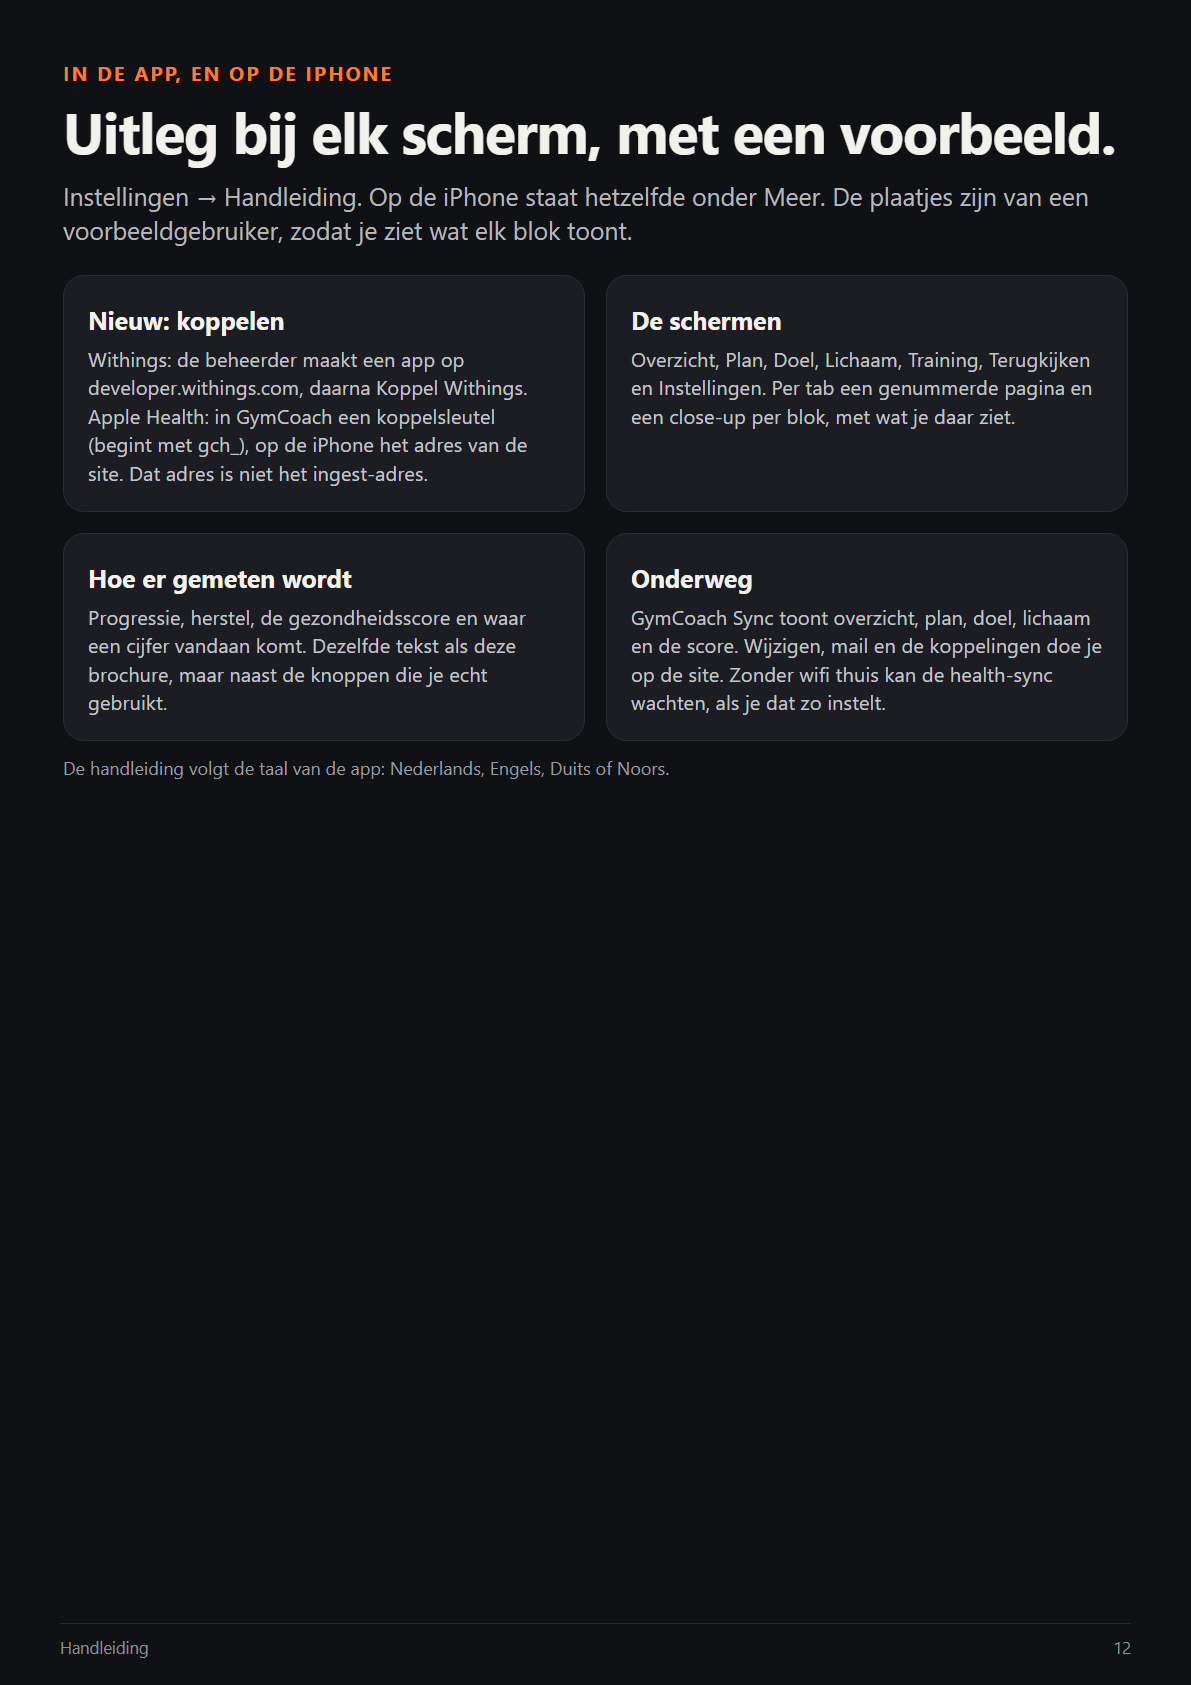 IN DE APP, EN OP DE IPHONE
Uitleg bij elk scherm, met een voorbeeld.
Instellingen → Handleiding. Op de iPhone staat hetzelfde onder Meer. De plaatjes zijn van een
voorbeeldgebruiker, zodat je ziet wat elk blok toont.
Nieuw: koppelen
Withings: de beheerder maakt een app op
developer.withings.com, daarna Koppel Withings.
Apple Health: in GymCoach een koppelsleutel
(begint met gch_), op de iPhone het adres van de
site. Dat adres is niet het ingest-adres.
De schermen
Overzicht, Plan, Doel, Lichaam, Training, Terugkijken
en Instellingen. Per tab een genummerde pagina en
een close-up per blok, met wat je daar ziet.
Hoe er gemeten wordt
Progressie, herstel, de gezondheidsscore en waar
een cijfer vandaan komt. Dezelfde tekst als deze
brochure, maar naast de knoppen die je echt
gebruikt.
Onderweg
GymCoach Sync toont overzicht, plan, doel, lichaam
en de score. Wijzigen, mail en de koppelingen doe je
op de site. Zonder wifi thuis kan de health-sync
wachten, als je dat zo instelt.
De handleiding volgt de taal van de app: Nederlands, Engels, Duits of Noors.
Handleiding
12